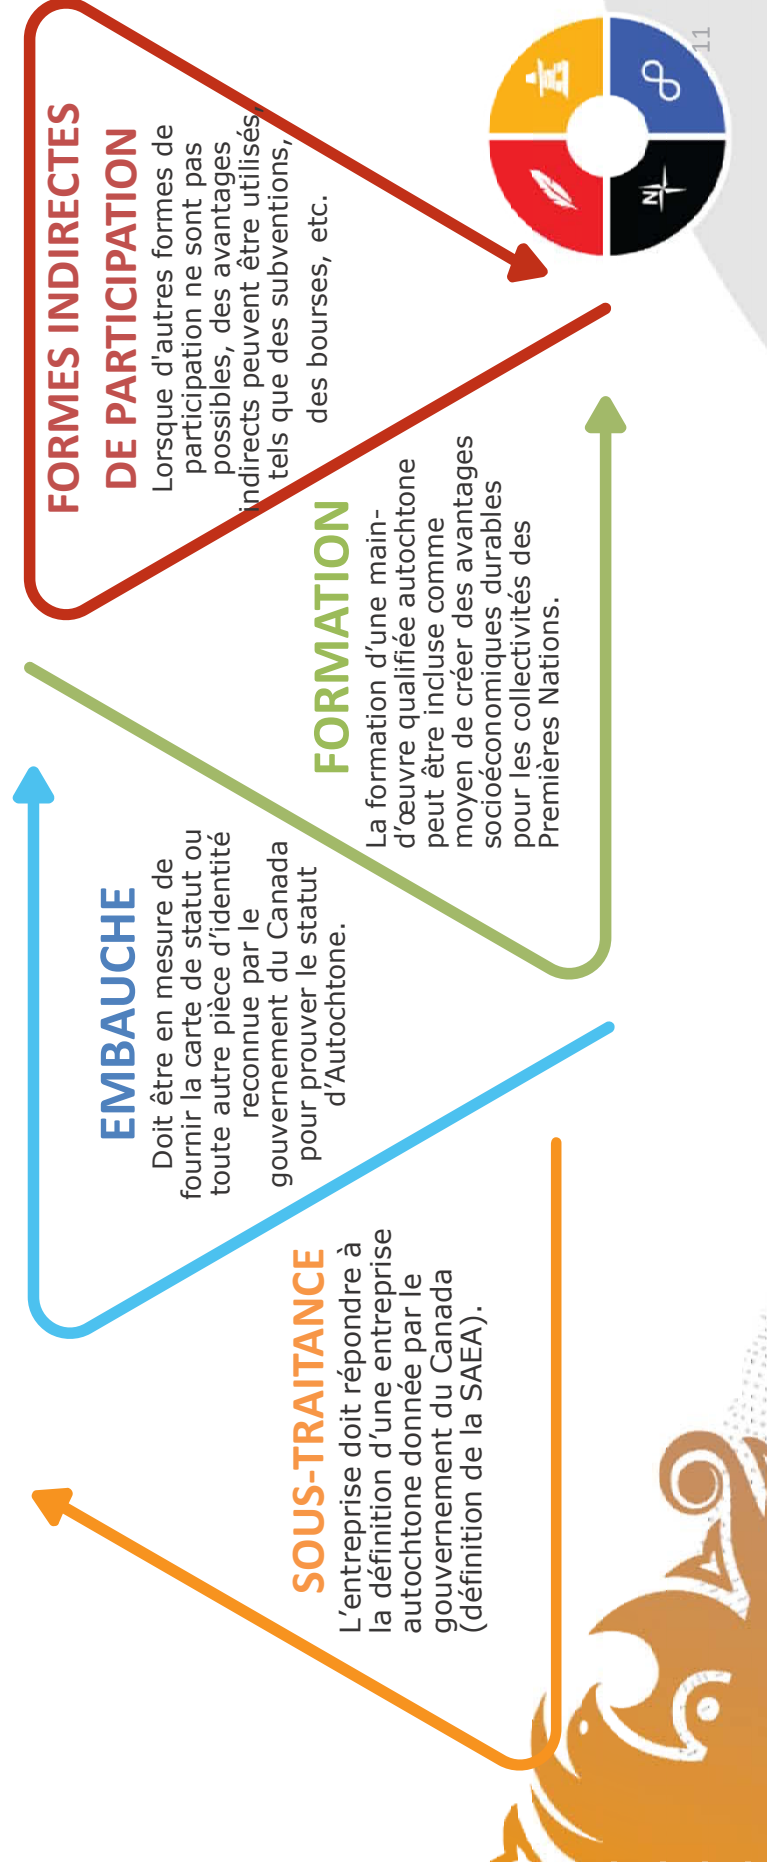 SOUS-TRAITANCE
L’entreprise doit répondre à
la définition d’une entreprise
autochtone donnée par le
gouvernement du Canada
(définition de la SAEA).
EMBAUCHE
Doit être en mesure de
fournir la carte de statut ou
toute autre pièce d’identité
reconnue par le
gouvernement du Canada
pour prouver le statut
d’Autochtone.
FORMATION
La formation d’une main-
d’œuvre qualifiée autochtone
peut être incluse comme
moyen de créer des avantages
socioéconomiques durables
pour les collectivités des
Premières Nations.
FORMES INDIRECTES
DE PARTICIPATION
Lorsque d'autres formes de
participation ne sont pas
possibles, des avantages
indirects peuvent être utilisés,
tels que des subventions,
des bourses, etc.
N
11